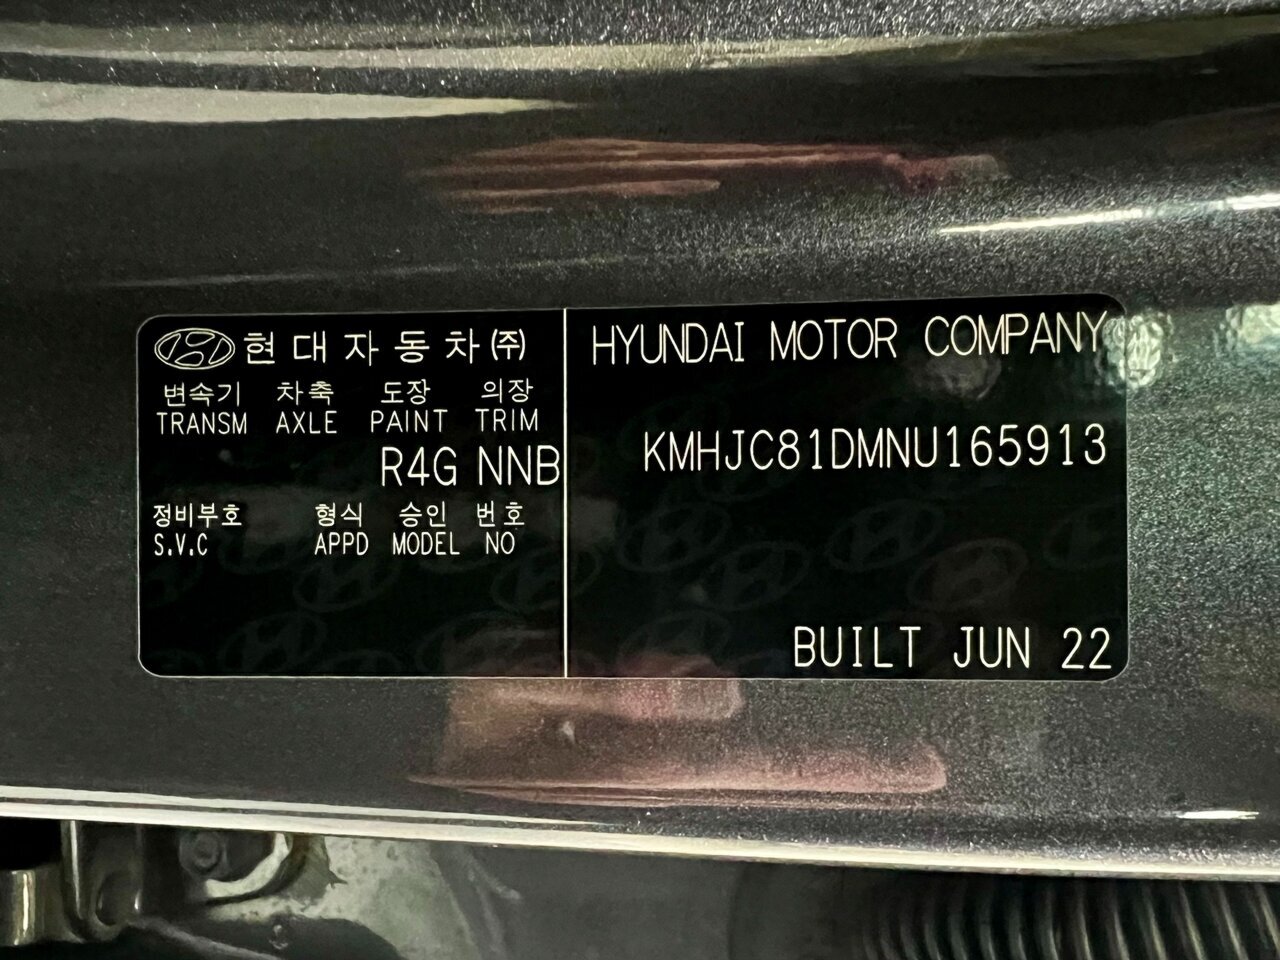 현대자동차(주)
변속기 차축 도장 의장
TRANSM AXLE PAINT TRIM
R4G NNB
정비부호 형식 승인 번호
S.V.C APPD MODEL NO
HYUNDAI MOTOR COMPANY
KMHJC81DMNU165913
BUILT JUN 22